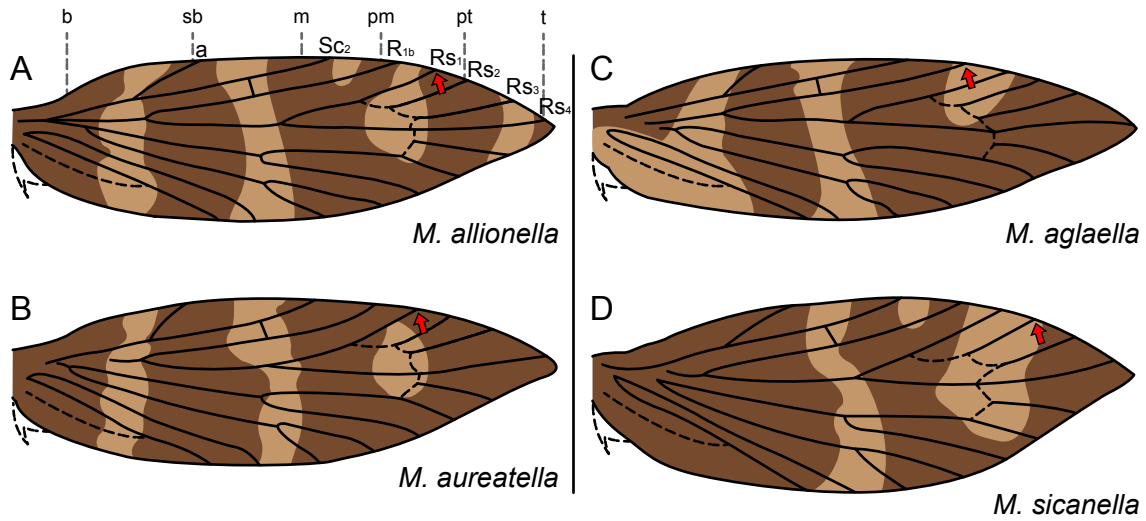 b sb m pm pt t
A a Sc2 R1b Rs1 Rs2 Rs3 Rs4
M. allionella
B
M. aureatella
C
M. aglaella
D
M. sicanella